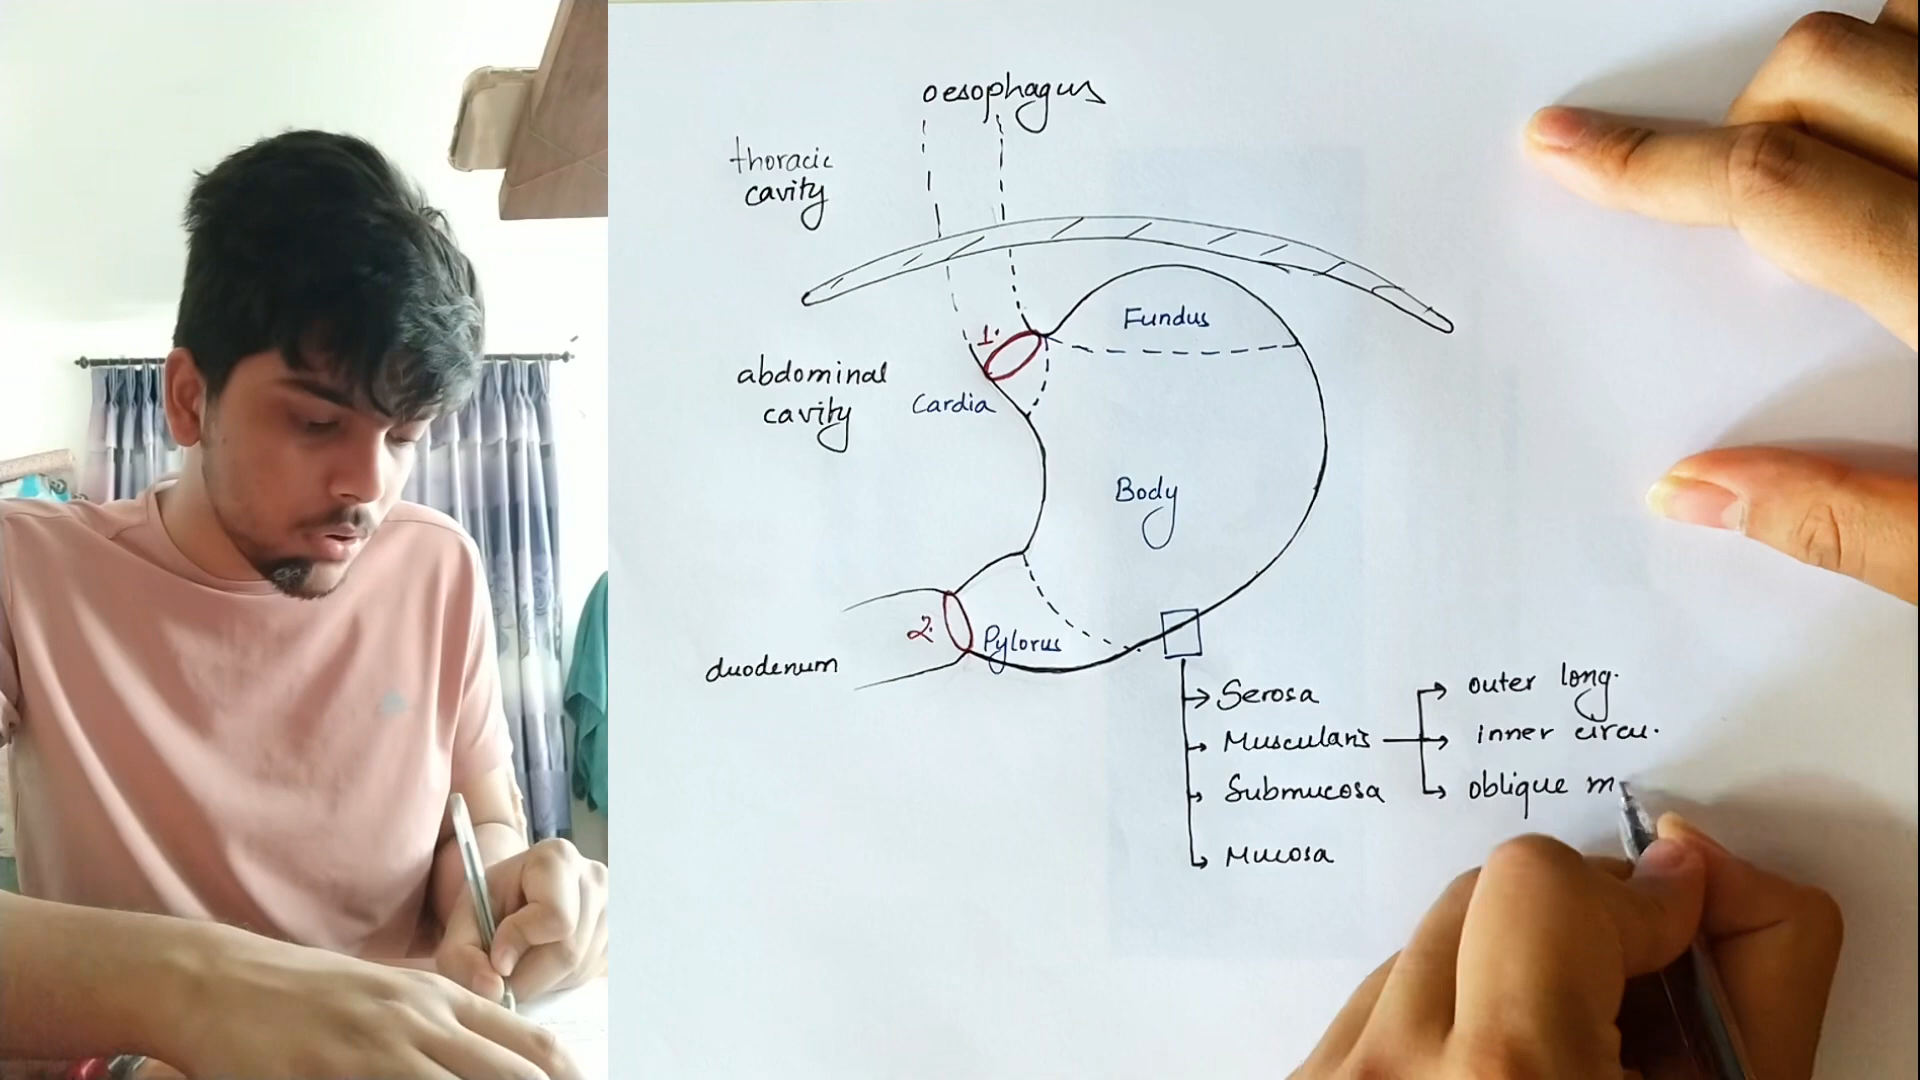 oesophagus
thoracic
cavity
1.
Fundus
abdominal
cavity
Cardia
Body
2.
Pylorus
duodenum
Serosa
Muscularis
Submucosa
Mucosa
outer long.
inner circu.
oblique m